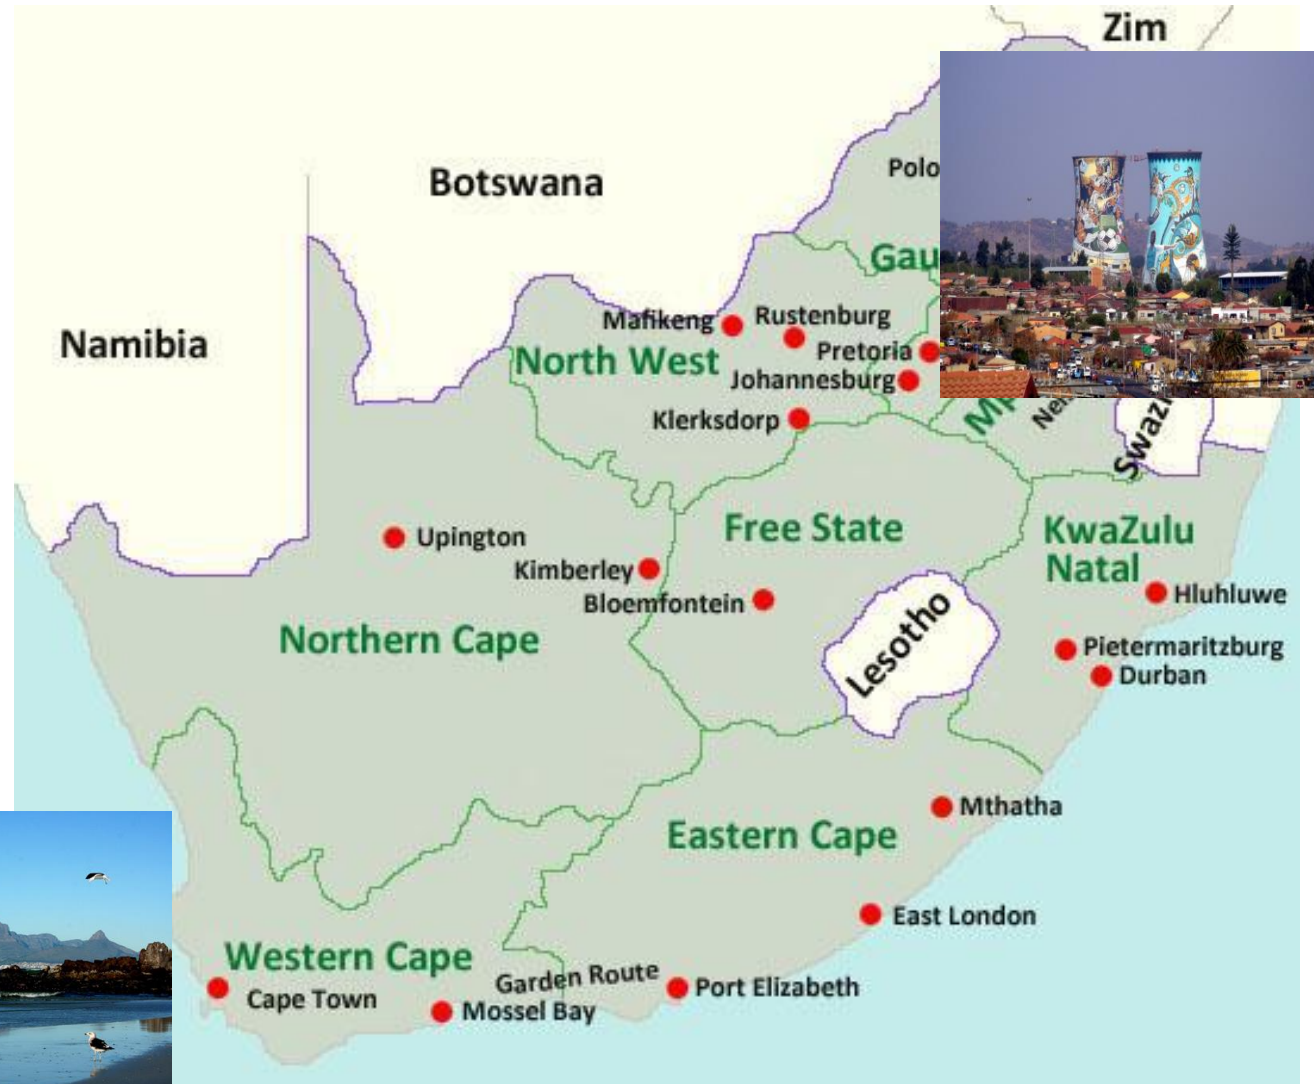 Zim
Polo
Botswana
Gau
Namibia
Mafikeng
Rustenburg
North West
Pretoria
Johannesburg
Klerksdorp
Swazi
Upington
Free State
KwaZulu
Natal
Kimberley
Bloemfontein
Hluhluwe
Northern Cape
Lesotho
Pietermaritzburg
Durban
Mthatha
Eastern Cape
East London
Western Cape
Garden Route
Cape Town
Port Elizabeth
Mossel Bay